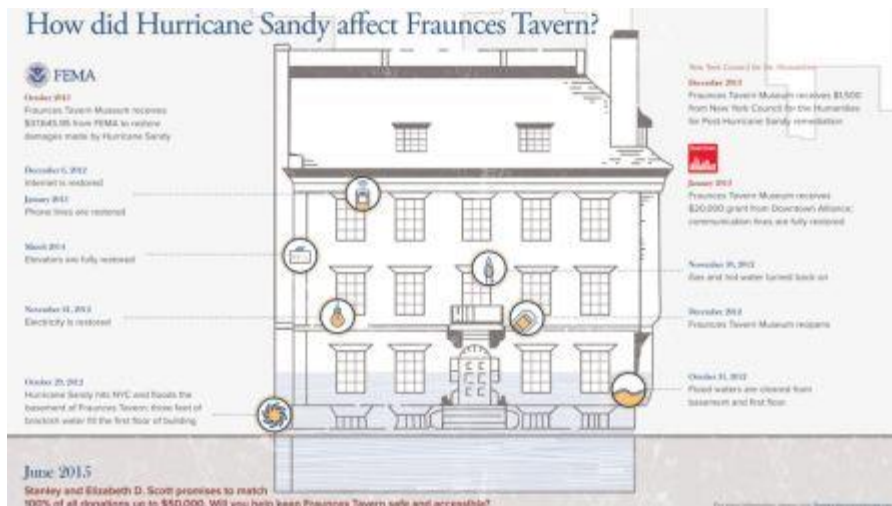 How did Hurricane Sandy affect Fraunces Tavern?
FEMA
October 2013
Fraunces Tavern Museum receives
from FEMA to restore
damages made by Hurricane Sandy
December 6, 2012
Internet is restored
January 2013
Phone lines are restored
March 2014
Elevators are fully restored
November 2012
Electricity is restored
October 29, 2012
Hurricane Sandy hits NYC and floods the
basement of Fraunces Tavern; three feet of
brackish water fill the first floor of building
New York Council for the Humanities
December 2013
Fraunces Tavern Museum receives $1,500
from New York Council for the Humanities
for Post Hurricane Sandy remediation
January 2013
Fraunces Tavern Museum receives
$20,000 grant from Downtown Alliance;
communication lines are fully restored
November 2012
Gas and hot water turned back on
December 2012
Fraunces Tavern Museum reopens
October 31, 2012
Flood waters are cleared from
basement and first floor
June 2015
Stanley and Elizabeth D. Scott promises to match
100% of all donations up to $50,000. Will you help keep Fraunces Tavern safe and accessible?